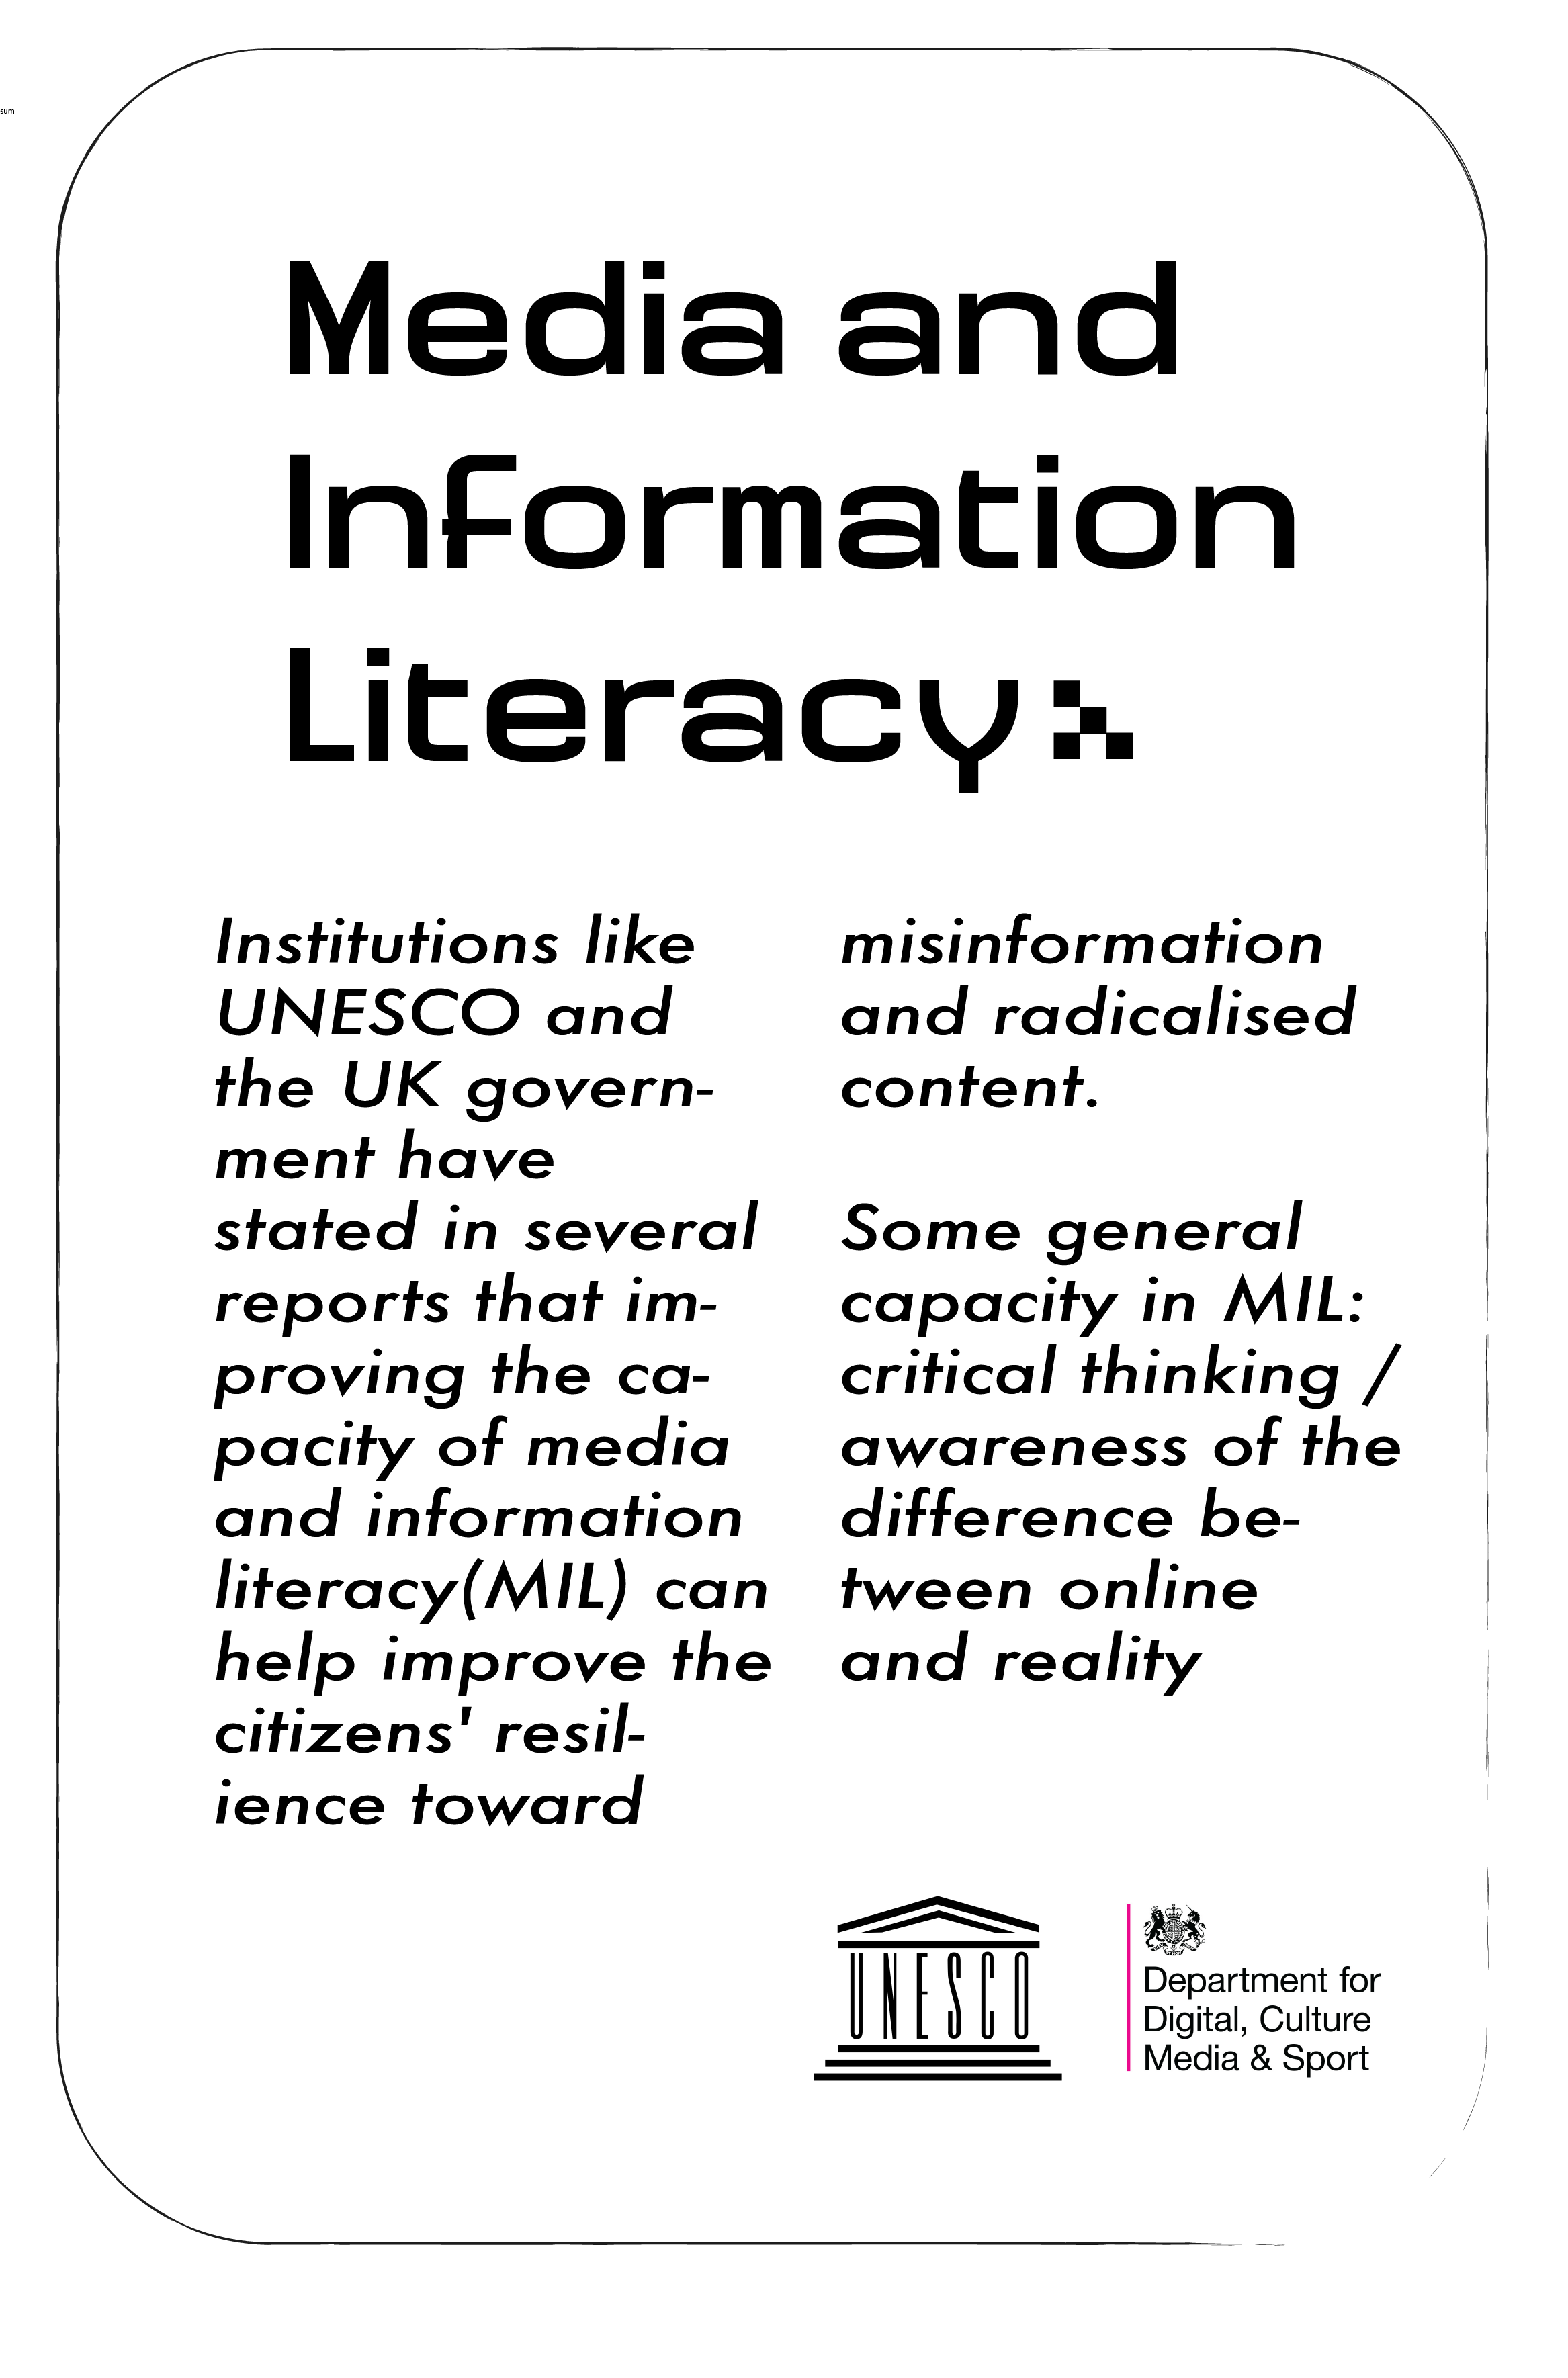 sum
Media and
Information
Literacy
Institutions like
UNESCO and
the UK govern-
ment have
stated in several
reports that im-
proving the ca-
pacity of media
and information
literacy(MIL) can
help improve the
citizens' resil-
ience toward
misinformation
and radicalised
content.
Some general
capacity in MIL:
critical thinking /
awareness of the
difference be-
tween online
and reality
UNESCO
Department for
Digital, Culture
Media & Sport